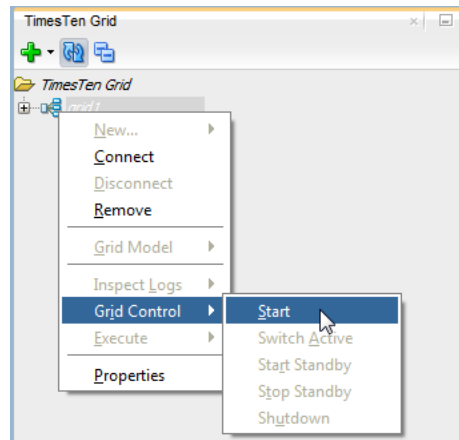 TimesTen Grid
TimesTen Grid
grid1
New...
Connect
Disconnect
Remove
Grid Model
Inspect Logs
Grid Control
Start
Execute
Switch Active
Start Standby
Properties
Stop Standby
Shutdown